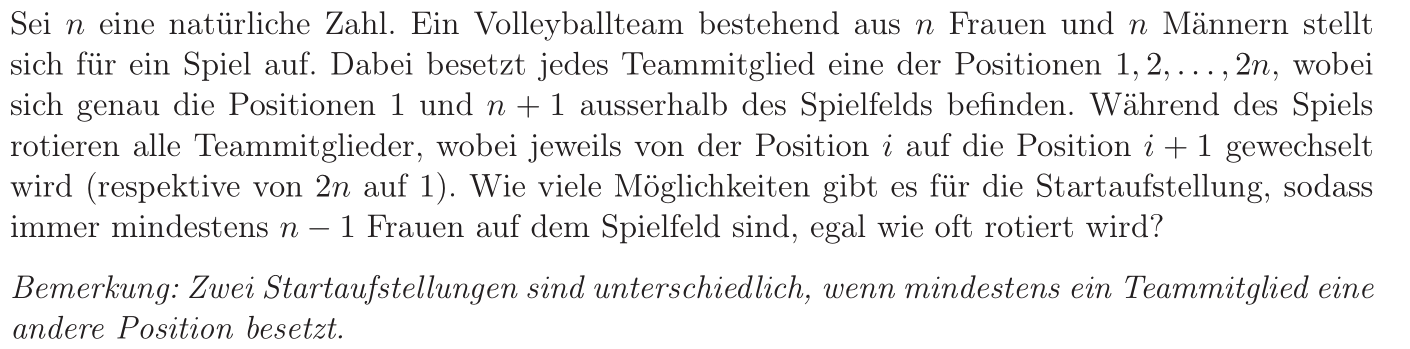 Sei n eine natürliche Zahl. Ein Volleyballteam bestehend aus n Frauen und n Männern stellt
sich für ein Spiel auf. Dabei besetzt jedes Teammitglied eine der Positionen 1, 2, . . . , 2n, wobei
sich genau die Positionen 1 und n + 1 ausserhalb des Spielfelds befinden. Während des Spiels
rotieren alle Teammitglieder, wobei jeweils von der Position i auf die Position i + 1 gewechselt
wird (respektive von 2n auf 1). Wie viele Möglichkeiten gibt es für die Startaufstellung, sodass
immer mindestens n − 1 Frauen auf dem Spielfeld sind, egal wie oft rotiert wird?
Bemerkung: Zwei Startaufstellungen sind unterschiedlich, wenn mindestens ein Teammitglied eine
andere Position besetzt.